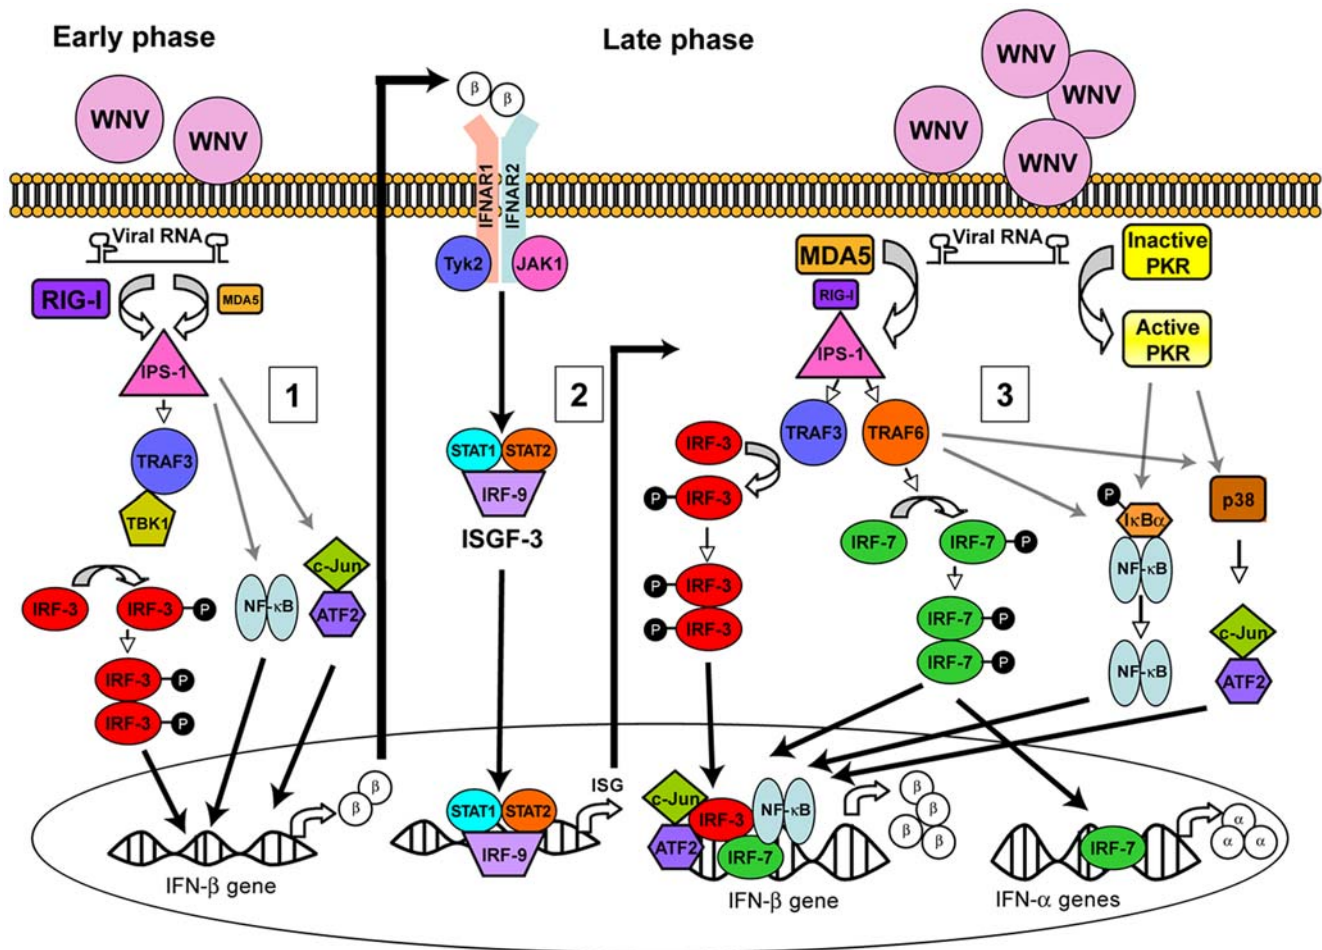 Early phase
Late phase
WNV
WNV
WNV
WNV
WNV
WNV
β
β
IFNAR1
IFNAR2
Tyk2
JAK1
Viral RNA
RIG-I
MDA5
IPS-1
1
TRAF3
TBK1
IRF-3
IRF-3
P
IRF-3
P
IRF-3
P
NF-κB
c-Jun
ATF2
IFN-β gene
β
β
2
STAT1
STAT2
IRF-9
ISGF-3
STAT1
STAT2
IRF-9
ISG
MDA5
RIG-I
IPS-1
Viral RNA
Inactive
PKR
Active
PKR
3
TRAF3
TRAF6
IRF-3
P
IRF-3
P
IRF-3
P
IRF-3
IRF-7
IRF-7
P
IRF-7
P
IRF-7
P
P
IκBα
NF-κB
NF-κB
p38
c-Jun
ATF2
c-Jun
ATF2
IRF-3
IRF-7
NF-κB
β
β
β
β
IFN-β gene
IRF-7
α
α
α
IFN-α genes